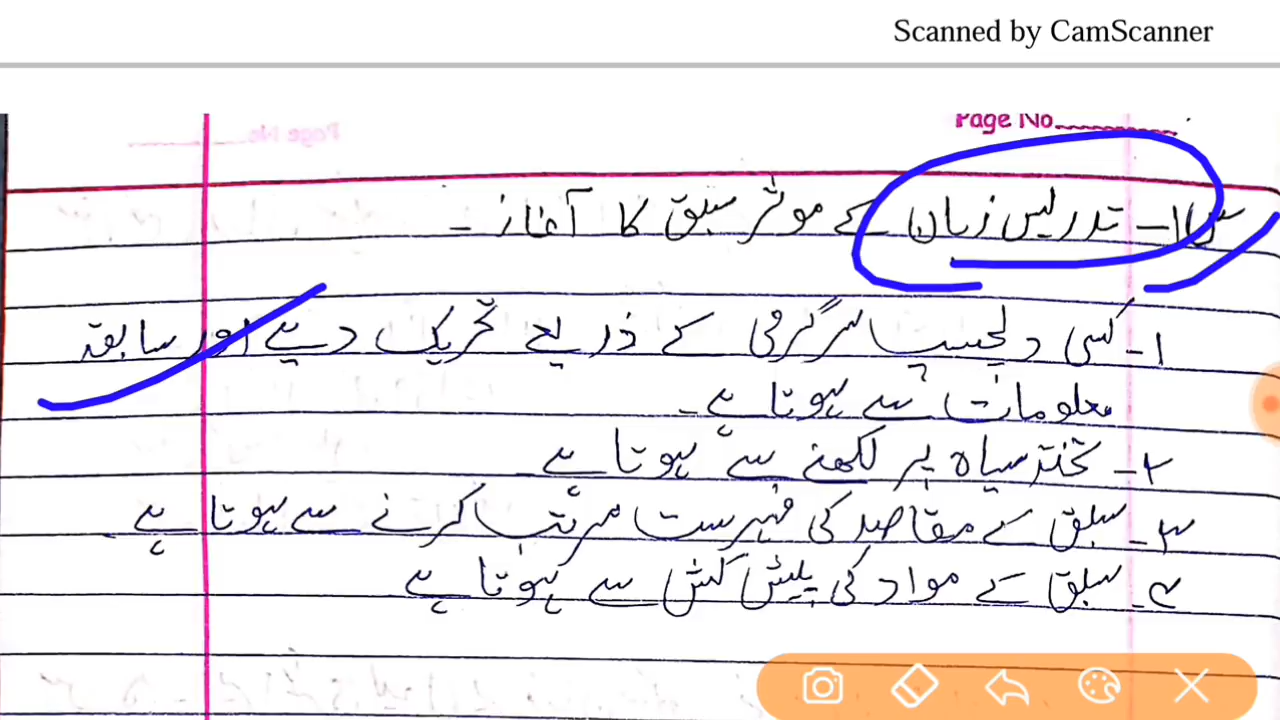 Scanned by CamScanner
Page No
تدریس زبان کے موثر سبق کا آغاز ۔
۱۔ کسی دلچسپ سرگرمی کے ذریعے تحریک دینے اور سابقہ
معلومات سے ہوتا ہے۔
۲۔ تختہ سیاہ پر لکھنے سے ہوتا ہے
۳۔ سبق کے مقاصد کی فہرست مرتب کرنے سے ہوتا ہے
۴۔ سبق کے مواد کی پیش کش سے ہوتا ہے